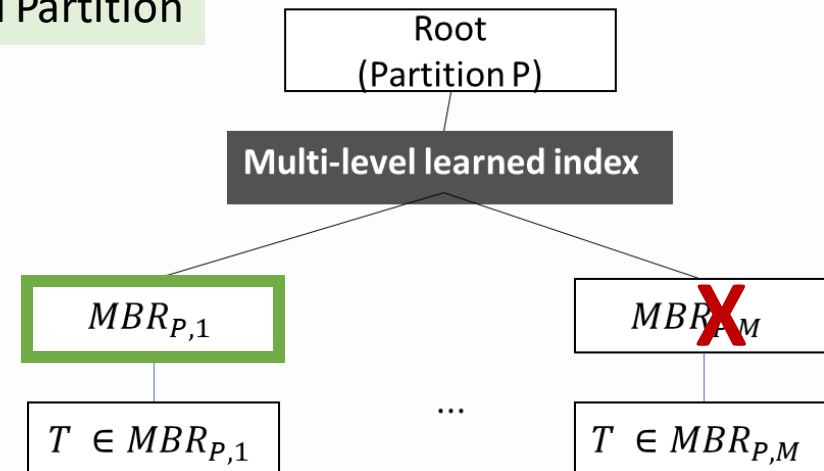 Partition
Root
(Partition P)
Multi-level learned index
MBR_{P,1}
MBR_{P,M}
X
...
T ∈ MBR_{P,1}
T ∈ MBR_{P,M}